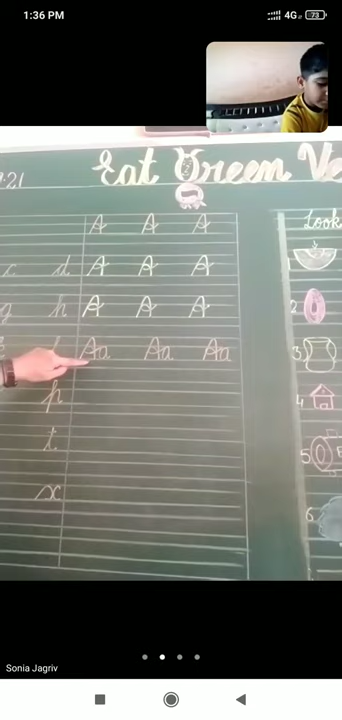 1:36 PM 4G 73
21 Eat Green Ve
A A A Look
c d A A A
g h A A A 2
Aa Aa Aa 3
p 4
t 5
x 6
Sonia Jagriv